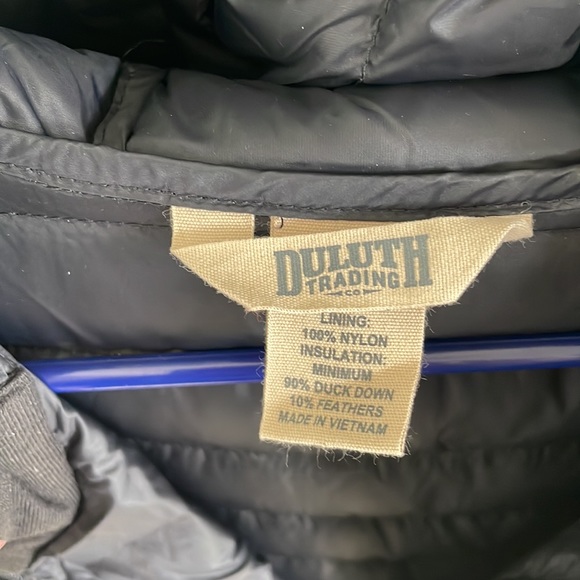 DULUTH
TRADING
CO
LINING:
100% NYLON
INSULATION:
MINIMUM
90% DUCK DOWN
10% FEATHERS
MADE IN VIETNAM